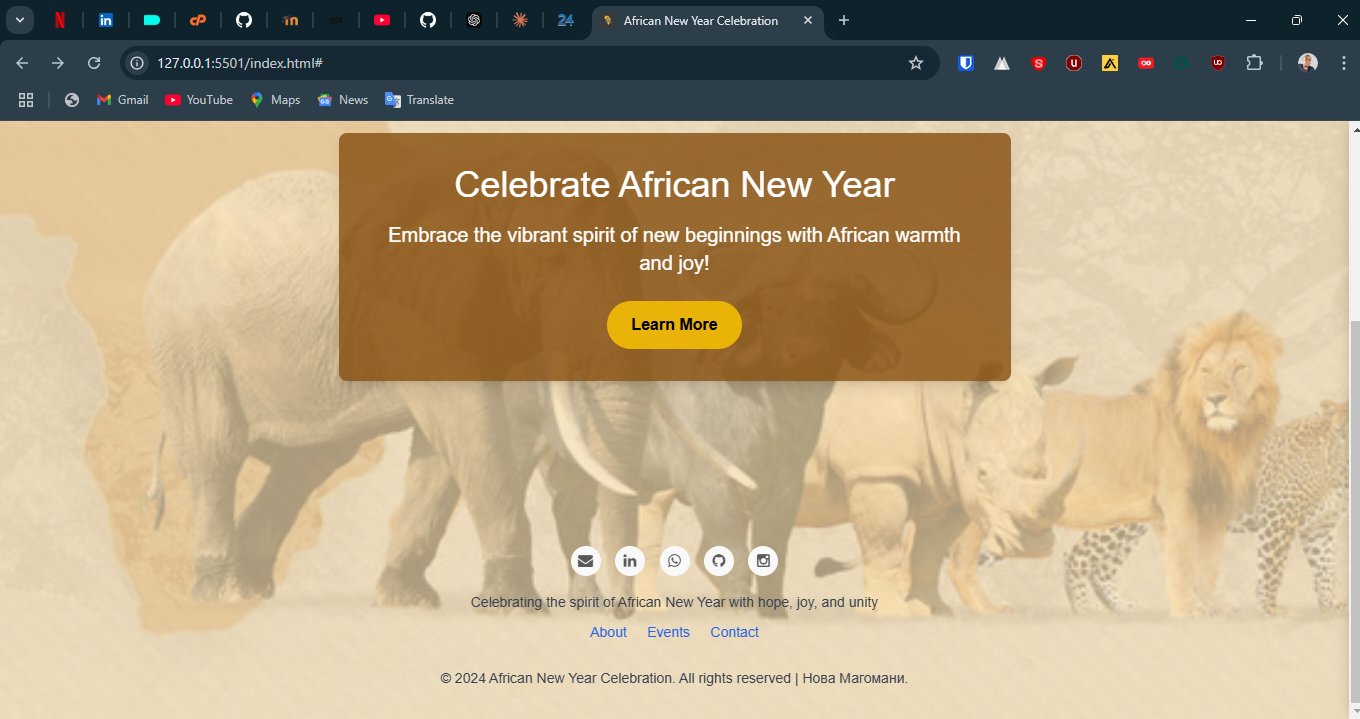 24
African New Year Celebration
127.0.0.1:5501/index.html#
Gmail
YouTube
Maps
News
Translate
Celebrate African New Year
Embrace the vibrant spirit of new beginnings with African warmth
and joy!
Learn More
Celebrating the spirit of African New Year with hope, joy, and unity
About Events Contact
© 2024 African New Year Celebration. All rights reserved | Нова Магомани.